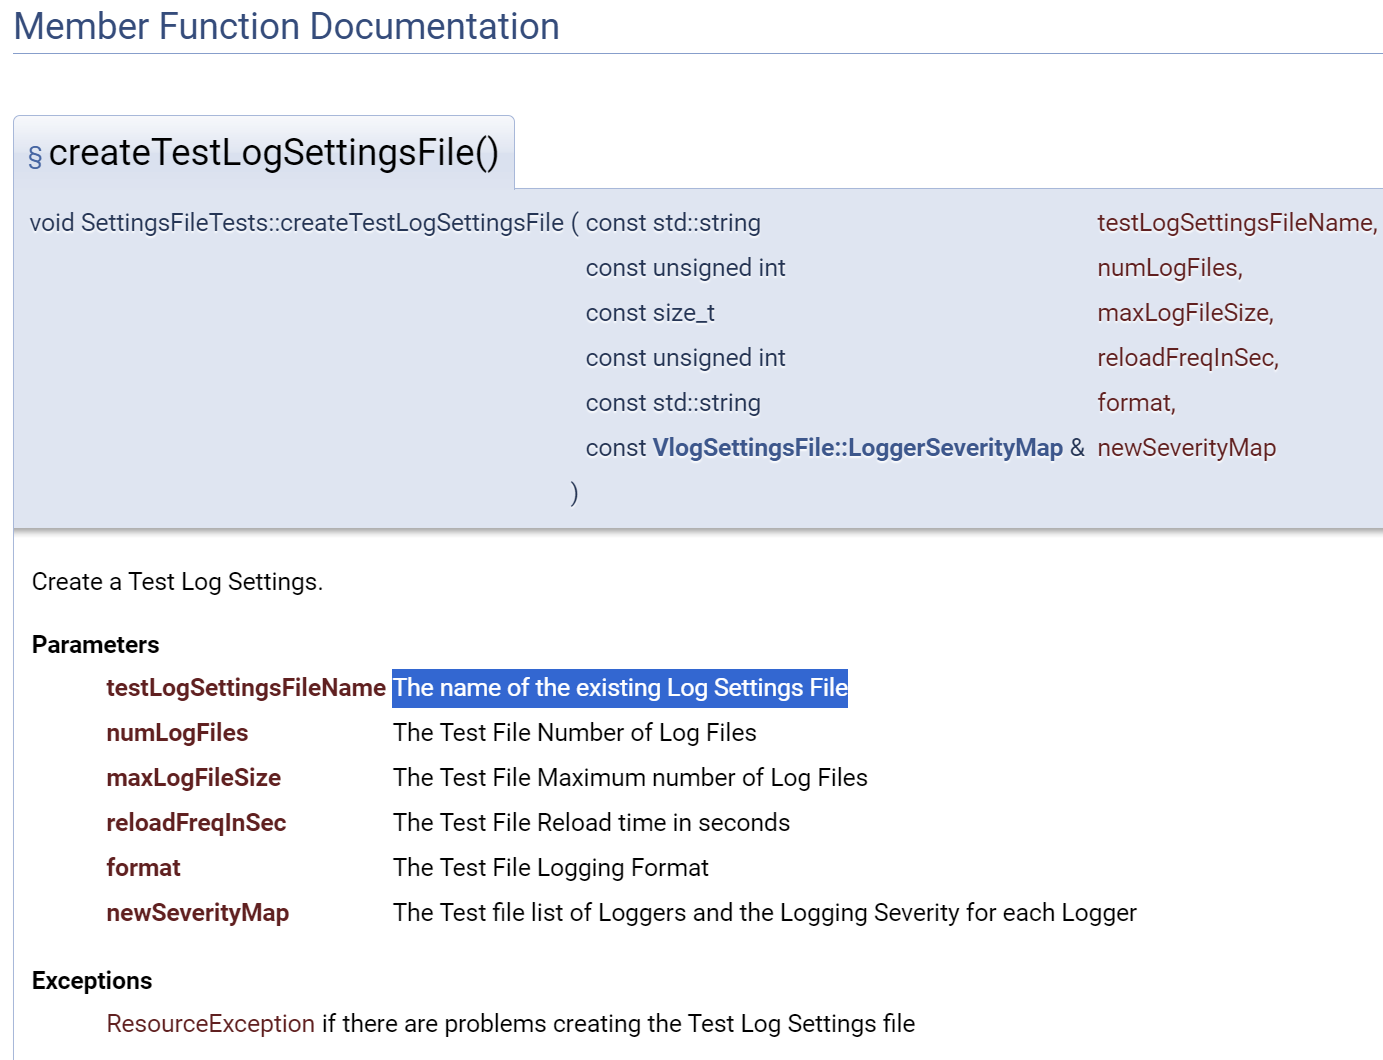 Member Function Documentation
§ createTestLogSettingsFile()
void SettingsFileTests::createTestLogSettingsFile ( const std::string testLogSettingsFileName,
const unsigned int numLogFiles,
const size_t maxLogFileSize,
const unsigned int reloadFreqInSec,
const std::string format,
const VlogSettingsFile::LoggerSeverityMap & newSeverityMap
)
Create a Test Log Settings.
Parameters
testLogSettingsFileName The name of the existing Log Settings File
numLogFiles The Test File Number of Log Files
maxLogFileSize The Test File Maximum number of Log Files
reloadFreqInSec The Test File Reload time in seconds
format The Test File Logging Format
newSeverityMap The Test file list of Loggers and the Logging Severity for each Logger
Exceptions
ResourceException if there are problems creating the Test Log Settings file